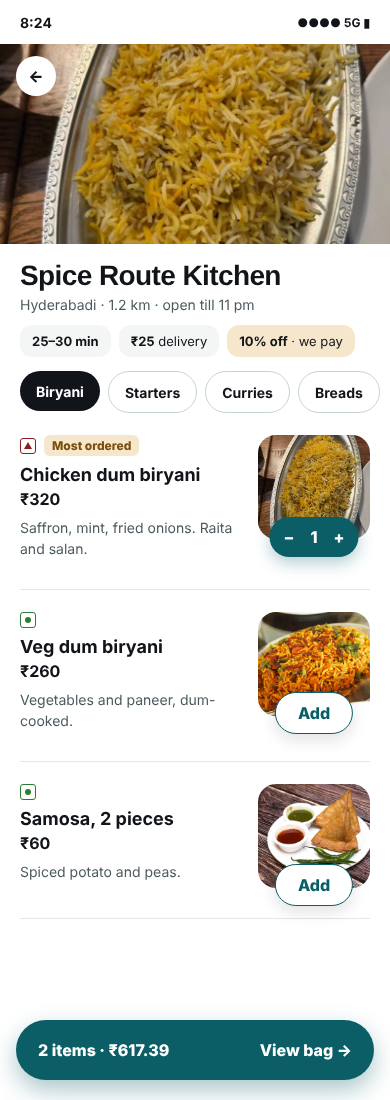 8:24
5G
Spice Route Kitchen
Hyderabadi · 1.2 km · open till 11 pm
25–30 min
₹25 delivery
10% off · we pay
Biryani
Starters
Curries
Breads
Most ordered
Chicken dum biryani
₹320
Saffron, mint, fried onions. Raita
and salan.
− 1 +
Veg dum biryani
₹260
Vegetables and paneer, dum-
cooked.
Add
Samosa, 2 pieces
₹60
Spiced potato and peas.
Add
2 items · ₹617.39
View bag →